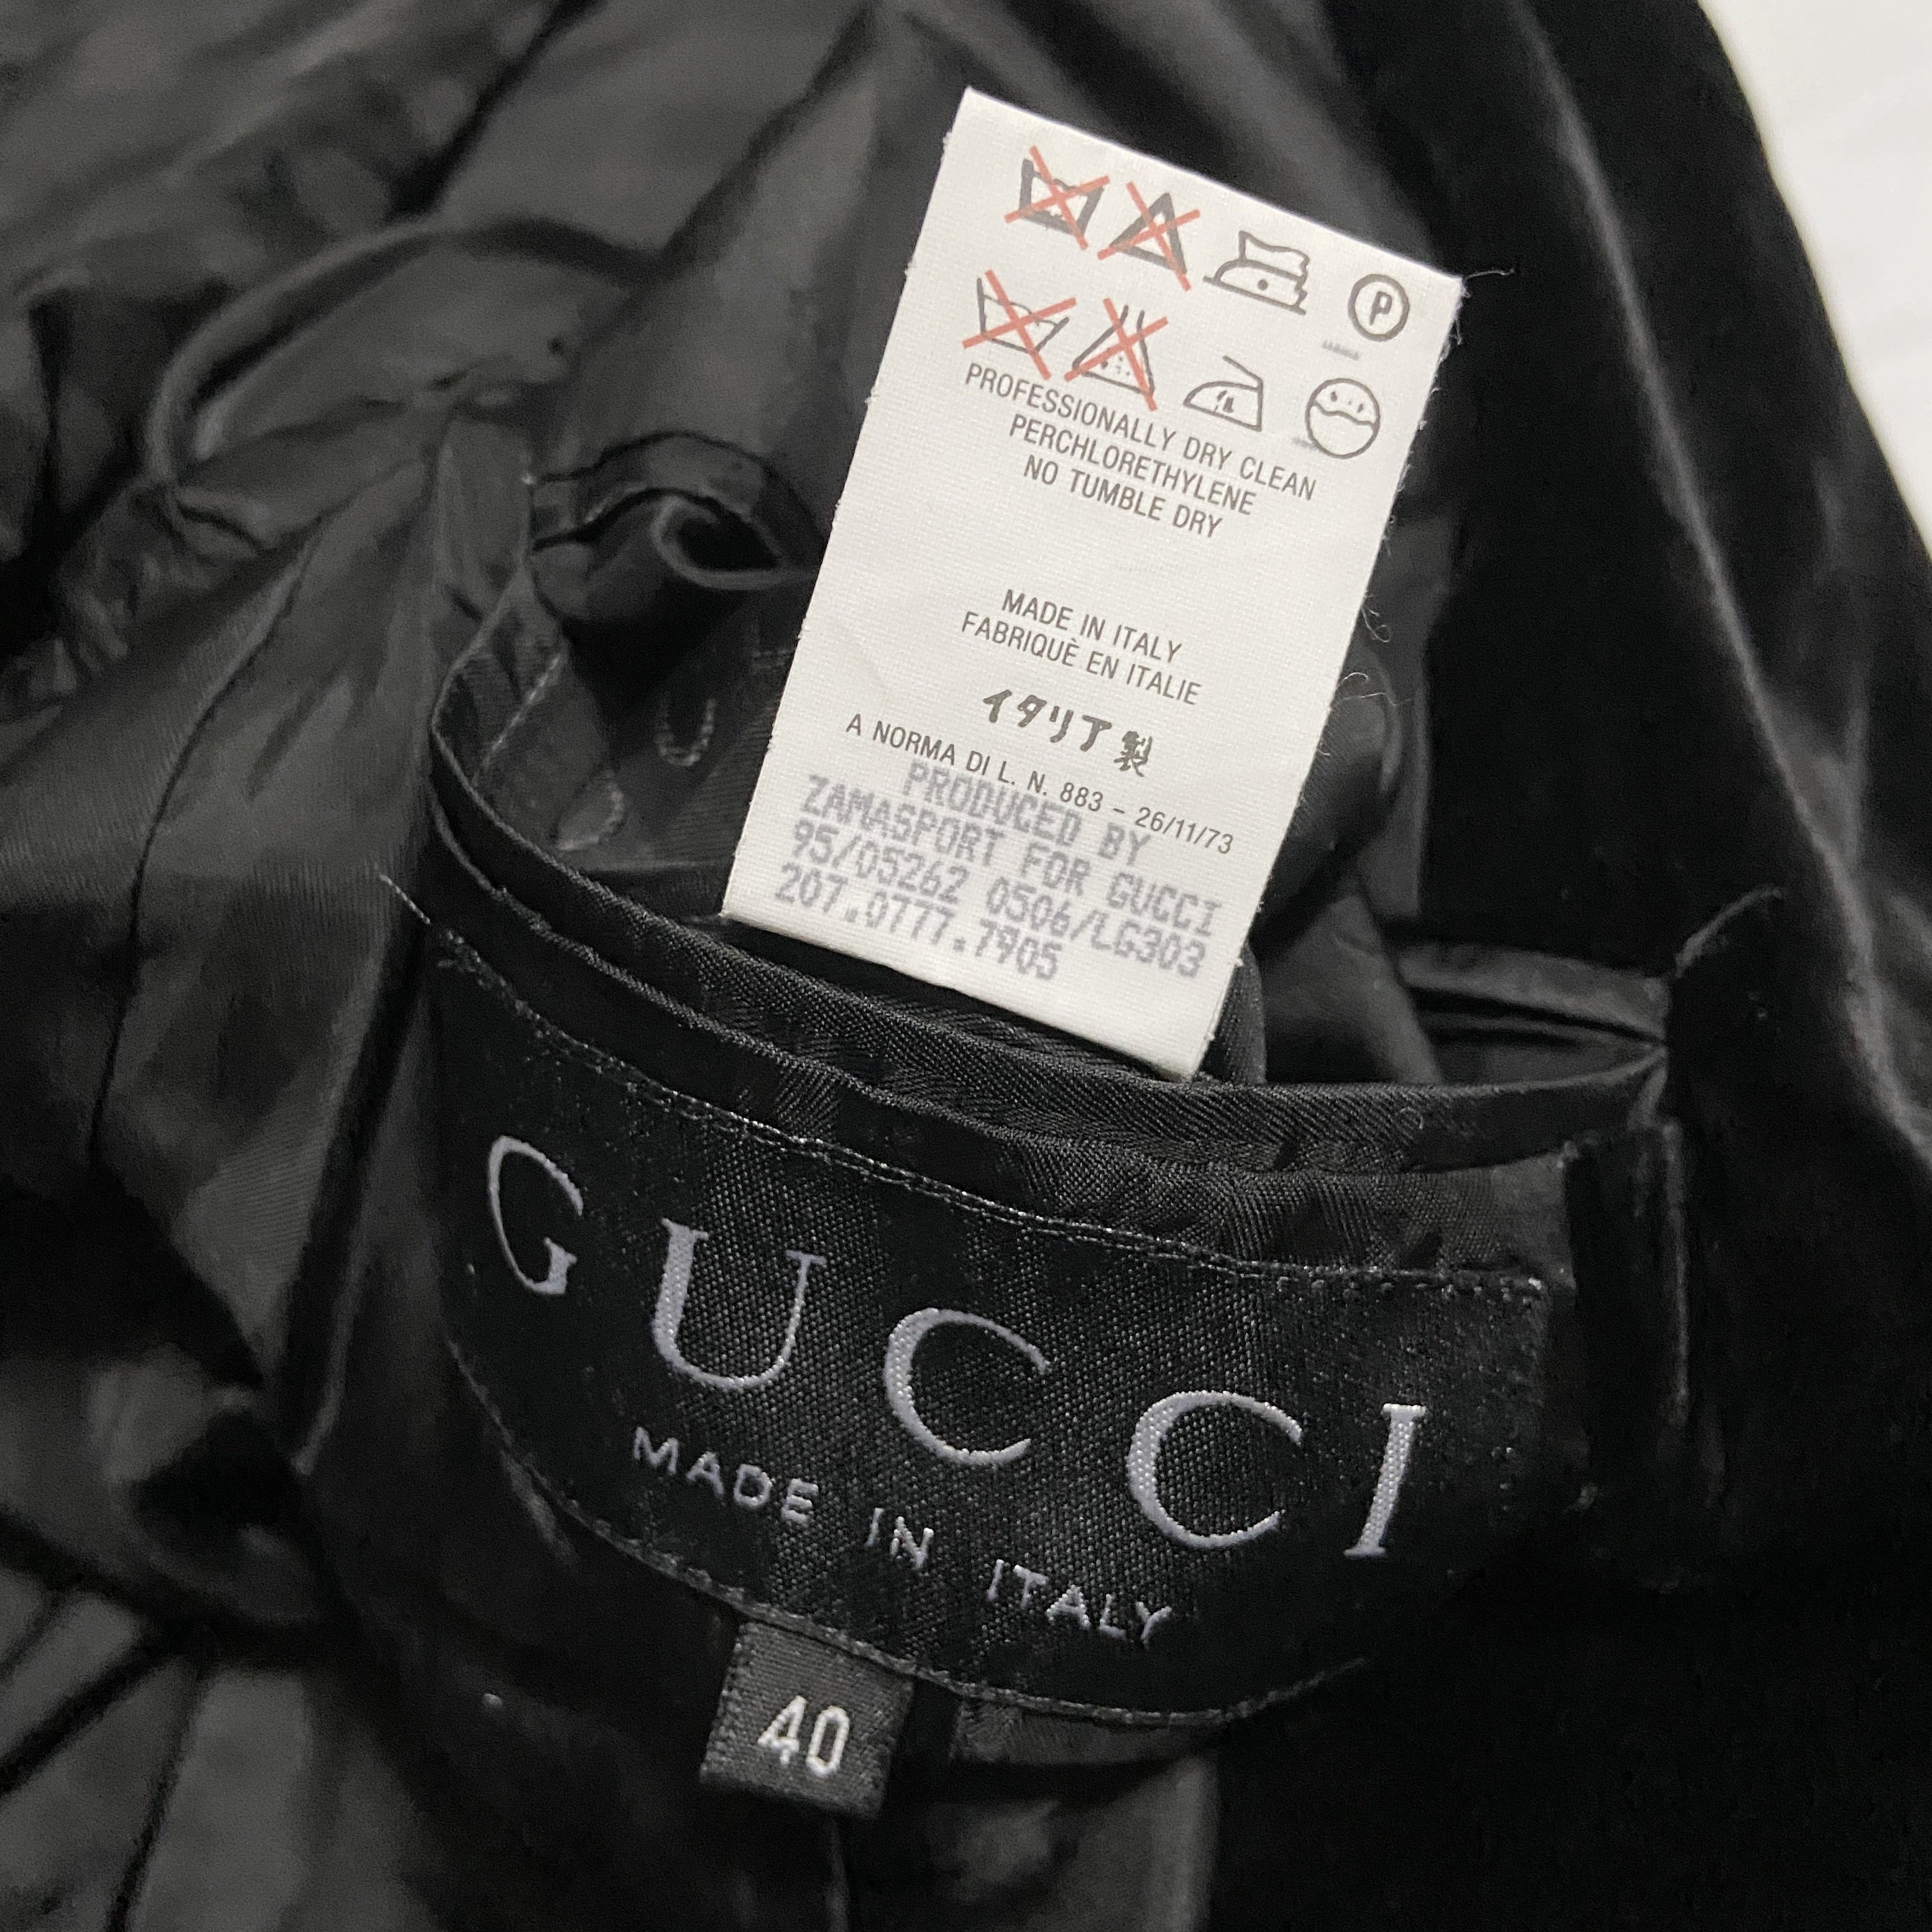 P
PROFESSIONALLY DRY CLEAN
PERCHLORETHYLENE
NO TUMBLE DRY
MADE IN ITALY
FABRIQUÈ EN ITALIE
イタリア製
A NORMA DI L. N. 883 - 26/11/73
PRODUCED BY
ZAMASPORT FOR GUCCI
95/05262 0506/LG303
207.0777.7905
GUCCI
MADE IN ITALY
40